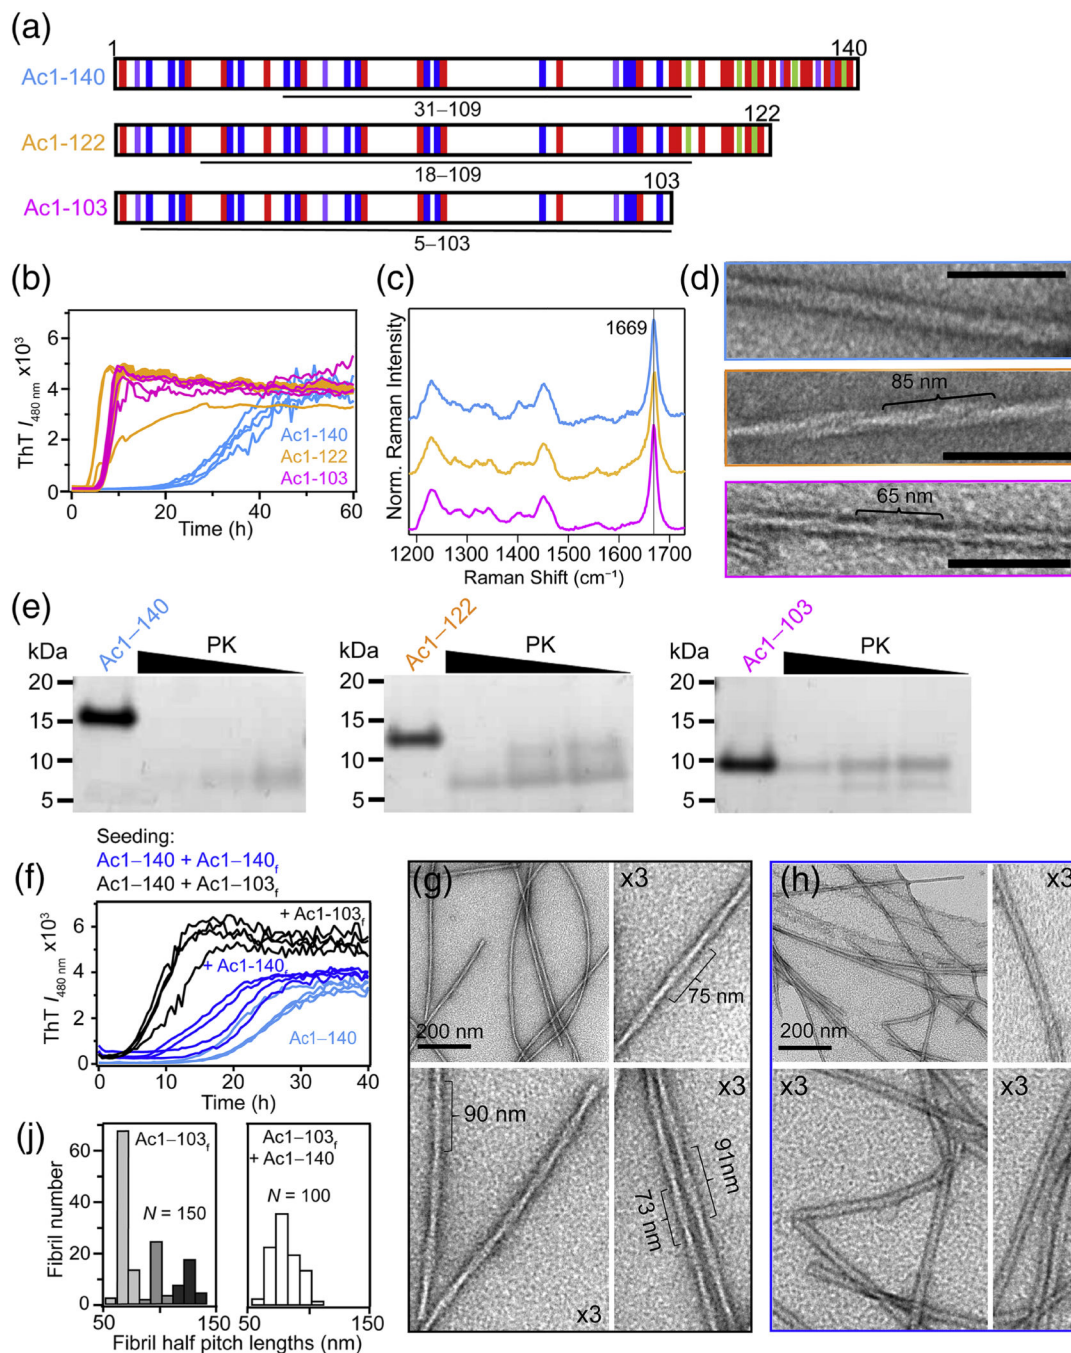 (a)
1
140
Ac1-140
31–109
122
Ac1-122
18–109
103
Ac1-103
5–103
(b)
ThT I480 nm x10³
6
4
2
0
Ac1-140
Ac1-122
Ac1-103
0 20 40 60
Time (h)
(c)
Norm. Raman Intensity
1669
1200 1300 1400 1500 1600 1700
Raman Shift (cm⁻¹)
(d)
85 nm
65 nm
(e)
kDa
Ac1–140
PK
20
15
10
5
kDa
Ac1–122
PK
20
15
10
5
kDa
Ac1–103
PK
20
15
10
5
Seeding:
Ac1–140 + Ac1–140f
Ac1–140 + Ac1–103f
(f)
ThT I480 nm x10³
6
3
0
+ Ac1-103f
+ Ac1-140f
Ac1–140
0 10 20 30 40
Time (h)
(g)
200 nm
x3
75 nm
90 nm
x3
x3
91nm
73 nm
(h)
200 nm
x3
x3
x3
(j)
Fibril number
60
40
20
0
Ac1–103f
N = 150
50 150
Ac1–103f
+ Ac1–140
N = 100
50 150
Fibril half pitch lengths (nm)